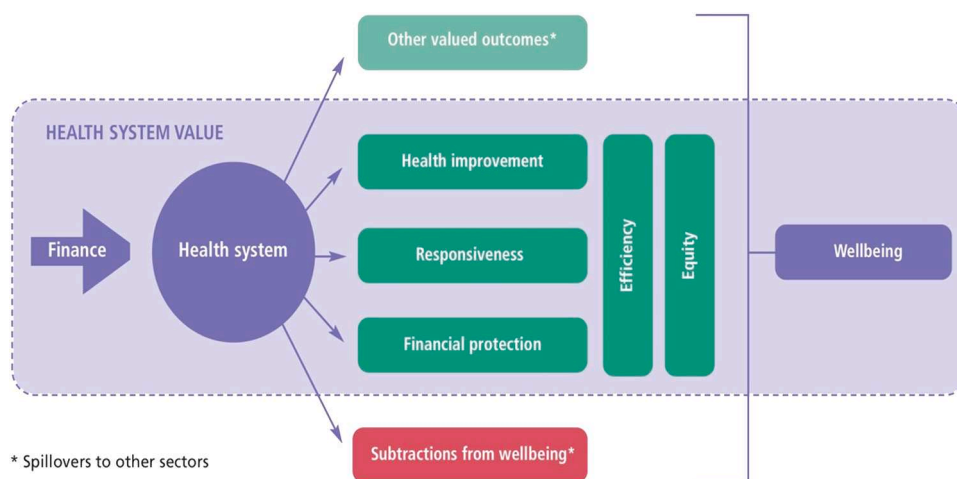 Other valued outcomes*
HEALTH SYSTEM VALUE
Health improvement
Finance
Health system
Responsiveness
Efficiency
Equity
Wellbeing
Financial protection
Subtractions from wellbeing*
* Spillovers to other sectors